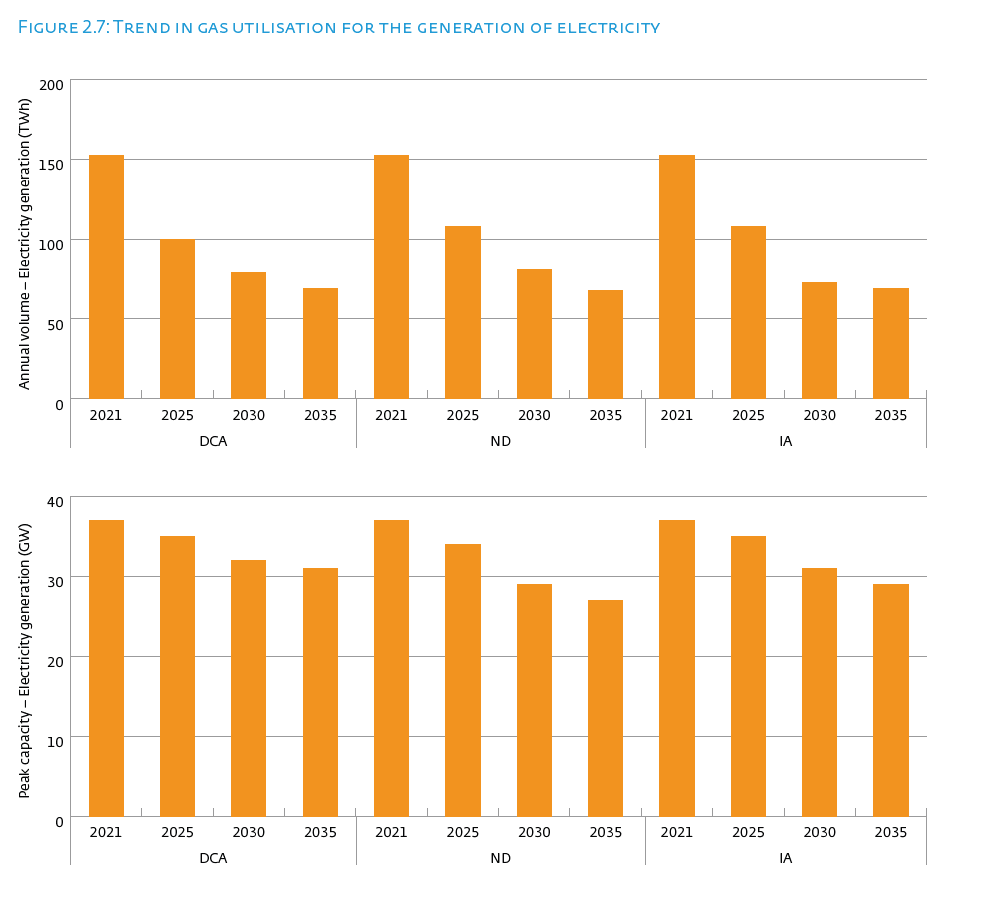 FIGURE 2.7: TREND IN GAS UTILISATION FOR THE GENERATION OF ELECTRICITY
Annual volume – Electricity generation (TWh)
200
150
100
50
0
2021 2025 2030 2035 2021 2025 2030 2035 2021 2025 2030 2035
DCA ND IA
Peak capacity – Electricity generation (GW)
40
30
20
10
0
2021 2025 2030 2035 2021 2025 2030 2035 2021 2025 2030 2035
DCA ND IA